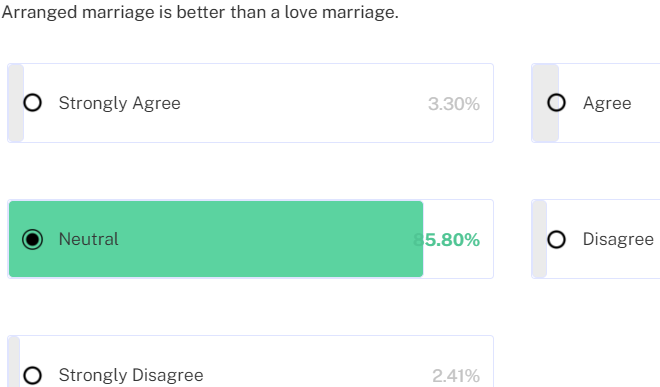 Arranged marriage is better than a love marriage.
Strongly Agree 3.30% Agree
Neutral 85.80% Disagree
Strongly Disagree 2.41%